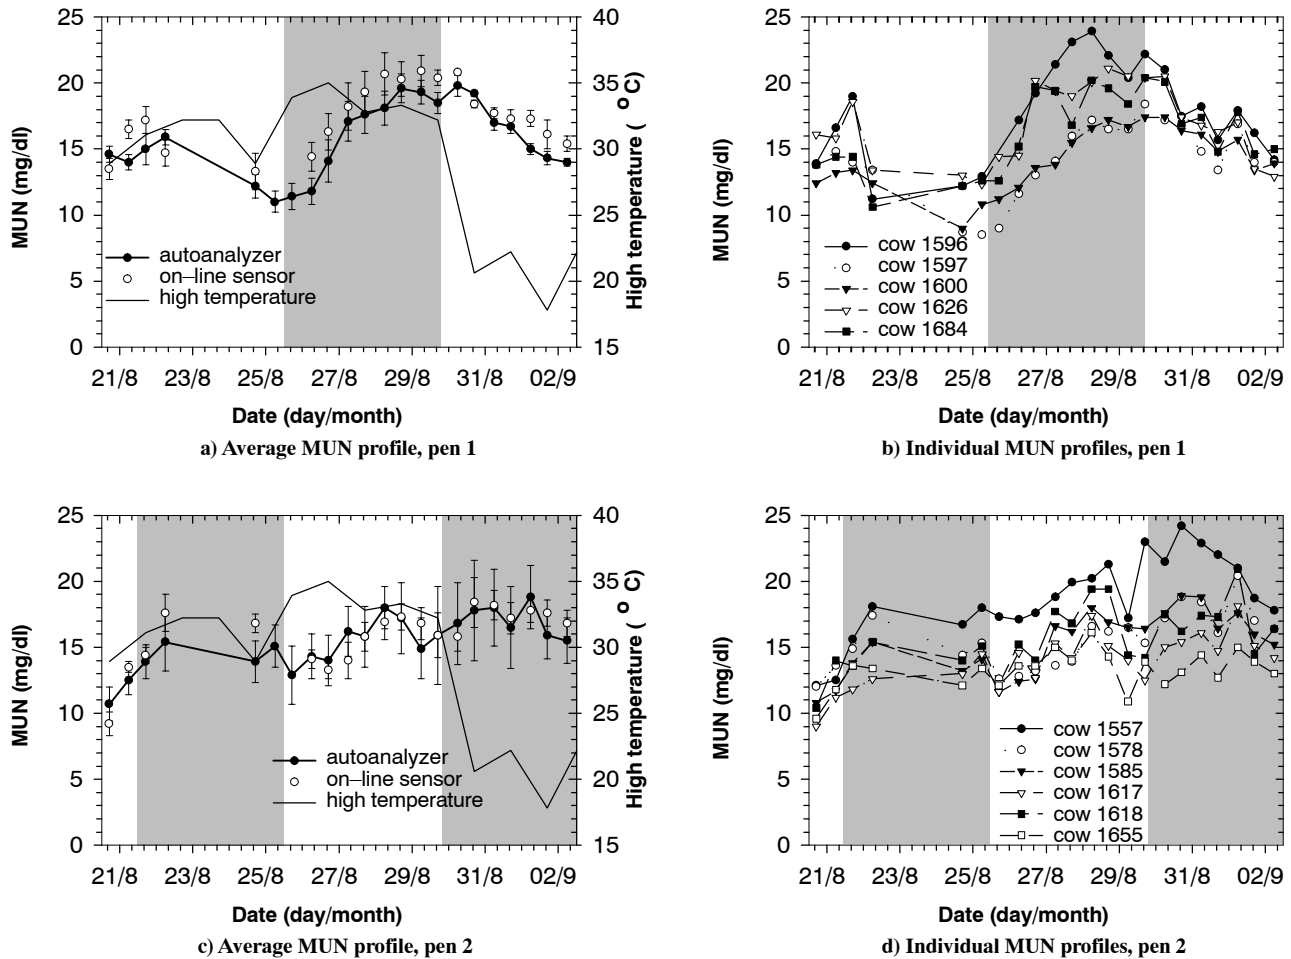 25
20
15
10
5
0
MUN (mg/dl)
40
35
30
25
20
15
High temperature ( °C)
autoanalyzer
on–line sensor
high temperature
21/8 23/8 25/8 27/8 29/8 31/8 02/9
Date (day/month)
a) Average MUN profile, pen 1
25
20
15
10
5
0
MUN (mg/dl)
cow 1596
cow 1597
cow 1600
cow 1626
cow 1684
21/8 23/8 25/8 27/8 29/8 31/8 02/9
Date (day/month)
b) Individual MUN profiles, pen 1
25
20
15
10
5
0
MUN (mg/dl)
40
35
30
25
20
15
High temperature ( °C)
autoanalyzer
on–line sensor
high temperature
21/8 23/8 25/8 27/8 29/8 31/8 02/9
Date (day/month)
c) Average MUN profile, pen 2
25
20
15
10
5
0
MUN (mg/dl)
cow 1557
cow 1578
cow 1585
cow 1617
cow 1618
cow 1655
21/8 23/8 25/8 27/8 29/8 31/8 02/9
Date (day/month)
d) Individual MUN profiles, pen 2